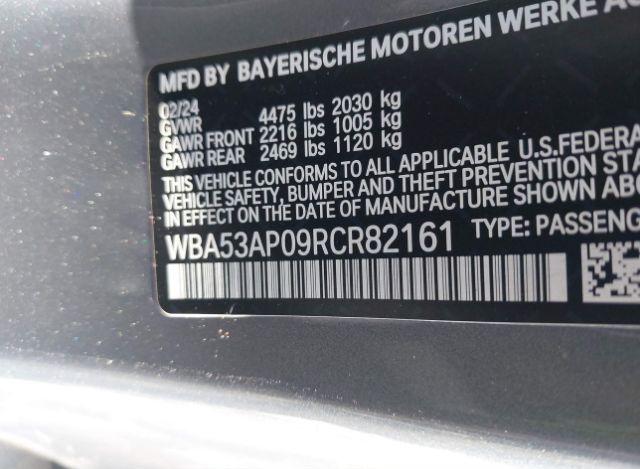 MFD BY BAYERISCHE MOTOREN WERKE AG
02/24
GVWR 4475 lbs 2030 kg
GAWR FRONT 2216 lbs 1005 kg
GAWR REAR 2469 lbs 1120 kg
THIS VEHICLE CONFORMS TO ALL APPLICABLE U.S.FEDERA
VEHICLE SAFETY, BUMPER AND THEFT PREVENTION STA
IN EFFECT ON THE DATE OF MANUFACTURE SHOWN ABO
WBA53AP09RCR82161 TYPE: PASSENG